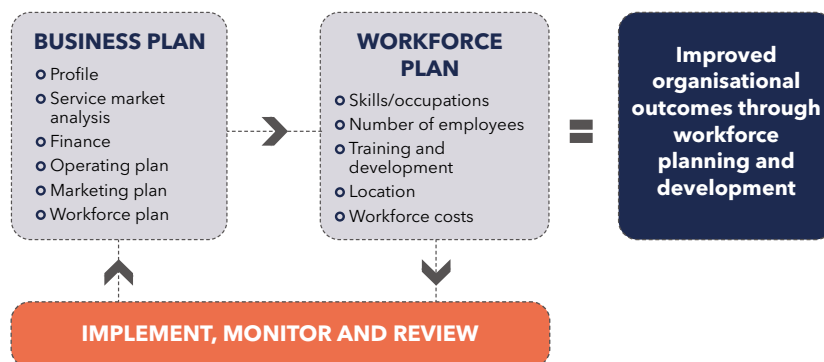 BUSINESS PLAN
Profile
Service market
analysis
Finance
Operating plan
Marketing plan
Workforce plan
WORKFORCE
PLAN
Skills/occupations
Number of employees
Training and
development
Location
Workforce costs
=
Improved
organisational
outcomes through
workforce
planning and
development
IMPLEMENT, MONITOR AND REVIEW